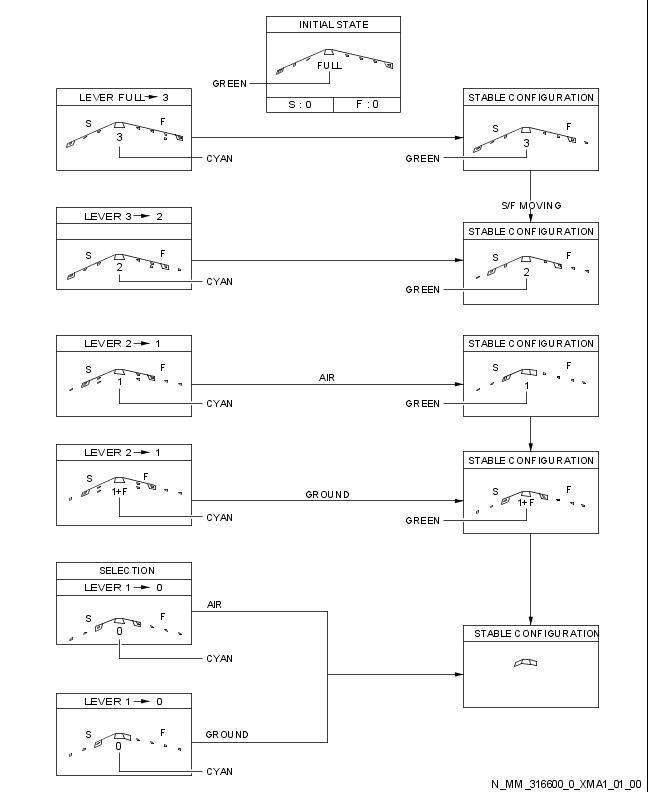 INITIAL STATE
FULL
GREEN
S : 0 F : 0
LEVER FULL → 3
S F
3
CYAN
STABLE CONFIGURATION
3
GREEN
S/F MOVING
LEVER 3 → 2
S F
2
CYAN
STABLE CONFIGURATION
S F
2
GREEN
LEVER 2 → 1
S F
1
CYAN
AIR
STABLE CONFIGURATION
S F
1
GREEN
LEVER 2 → 1
S F
1+F
CYAN
GROUND
STABLE CONFIGURATION
S F
1+F
GREEN
SELECTION
LEVER 1 → 0
S F
0
CYAN
AIR
STABLE CONFIGURATION
LEVER 1 → 0
S F
0
CYAN
GROUND
N_MM_316600_0_XMA1_01_00